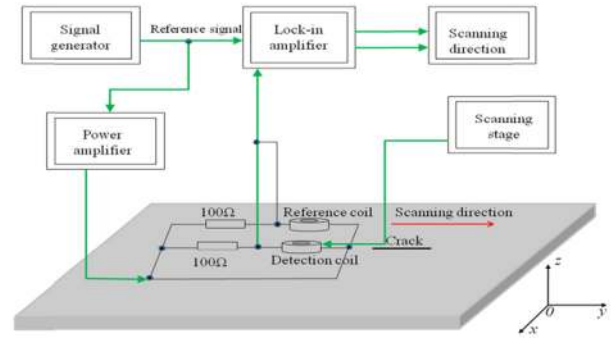 Signal
generator
Reference signal
Lock-in
amplifier
Scanning
direction
Power
amplifier
Scanning
stage
100Ω
Reference coil
Scanning direction
100Ω
Detection coil
Crack
z
0
y
x